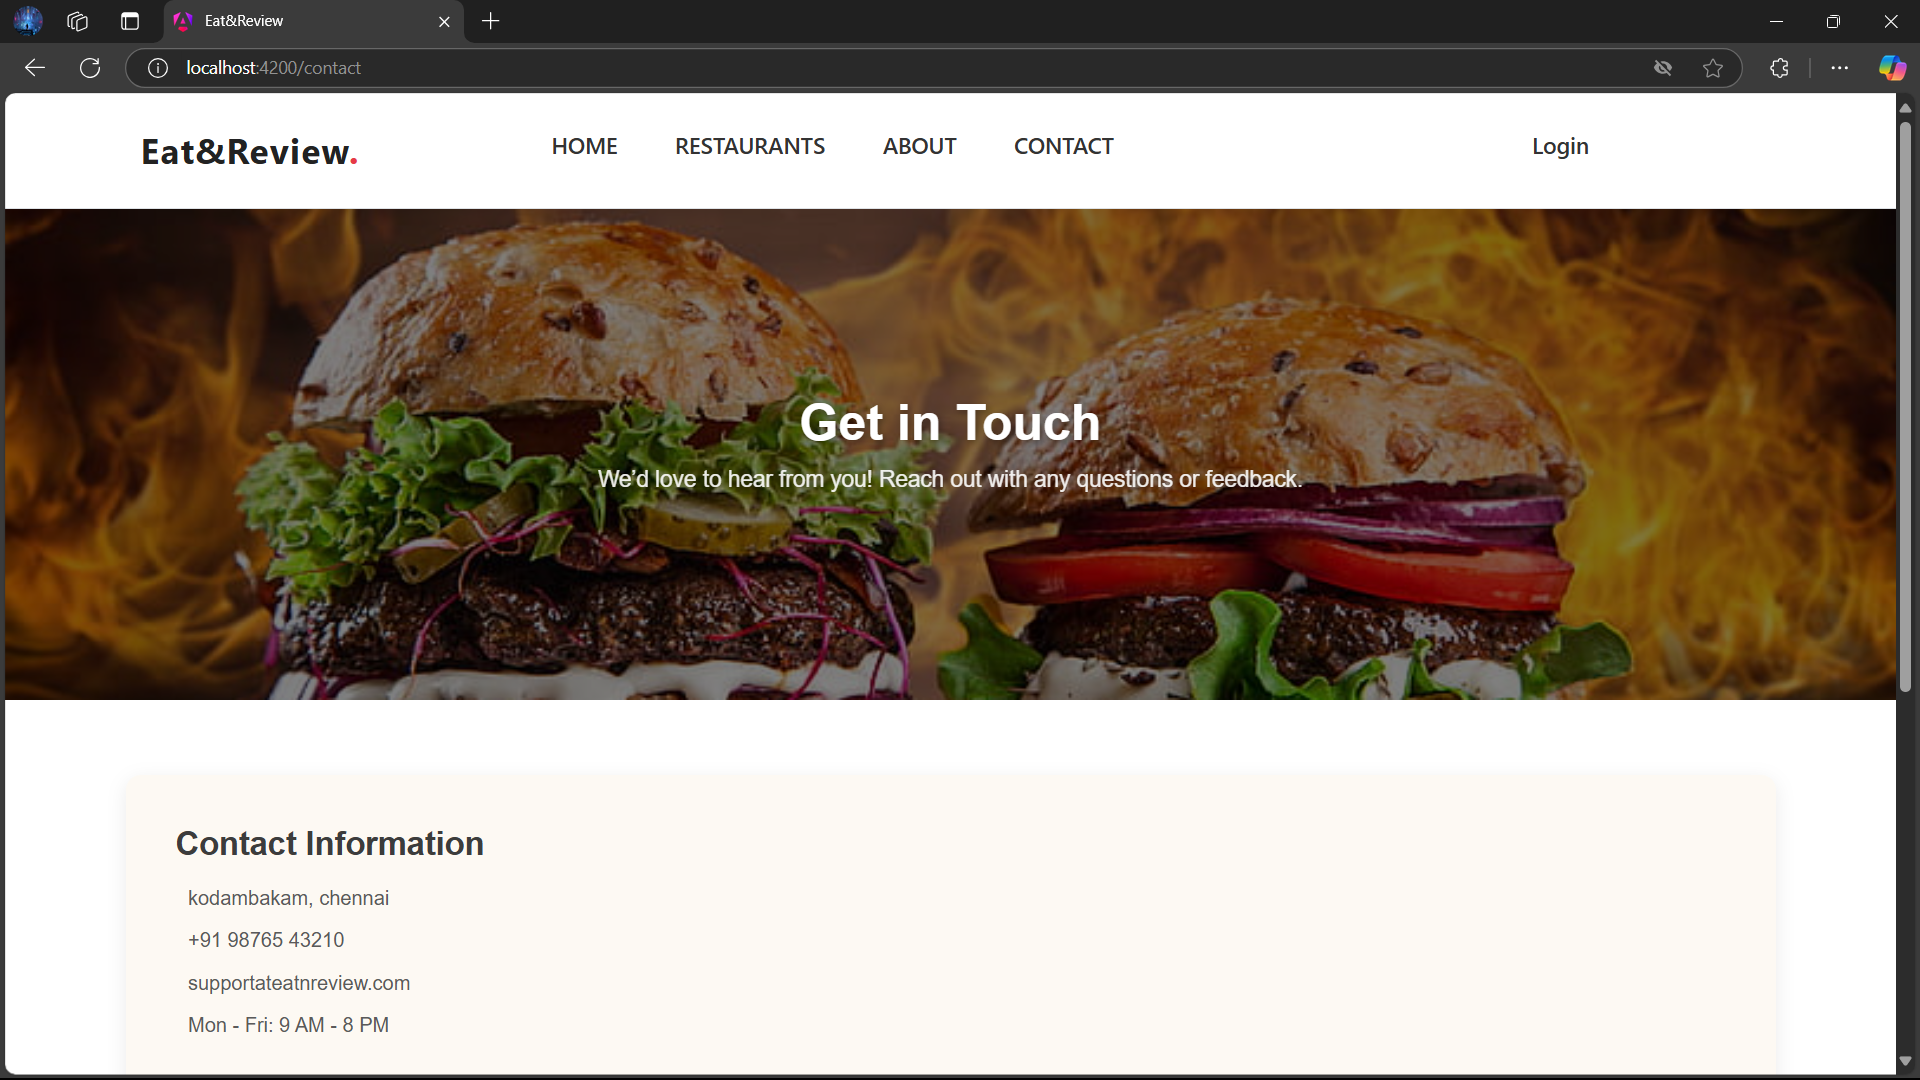 Eat&Review
localhost:4200/contact
Eat&Review.
HOME RESTAURANTS ABOUT CONTACT Login
Get in Touch
We’d love to hear from you! Reach out with any questions or feedback.
Contact Information
kodambakam, chennai
+91 98765 43210
supportateatnreview.com
Mon - Fri: 9 AM - 8 PM